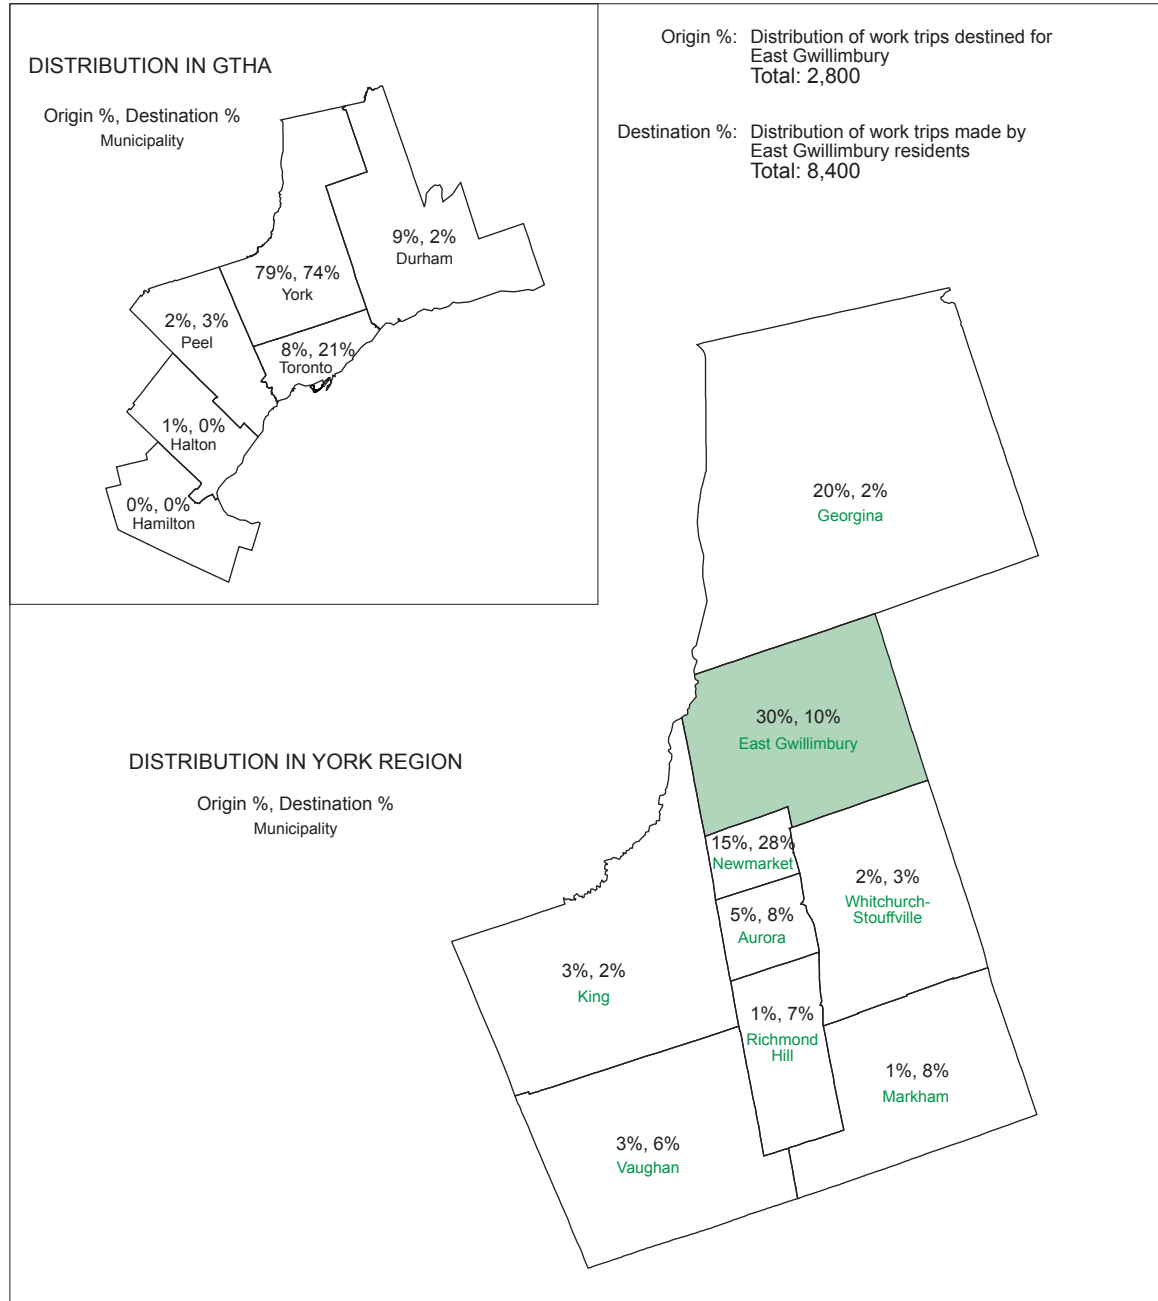 DISTRIBUTION IN GTHA
Origin %, Destination %
Municipality
9%, 2%
Durham
79%, 74%
York
2%, 3%
Peel
8%, 21%
Toronto
1%, 0%
Halton
0%, 0%
Hamilton
Origin %: Distribution of work trips destined for
East Gwillimbury
Total: 2,800
Destination %: Distribution of work trips made by
East Gwillimbury residents
Total: 8,400
DISTRIBUTION IN YORK REGION
Origin %, Destination %
Municipality
20%, 2%
Georgina
30%, 10%
East Gwillimbury
15%, 28%
Newmarket
2%, 3%
Whitchurch-
Stouffville
5%, 8%
Aurora
3%, 2%
King
1%, 7%
Richmond
Hill
1%, 8%
Markham
3%, 6%
Vaughan